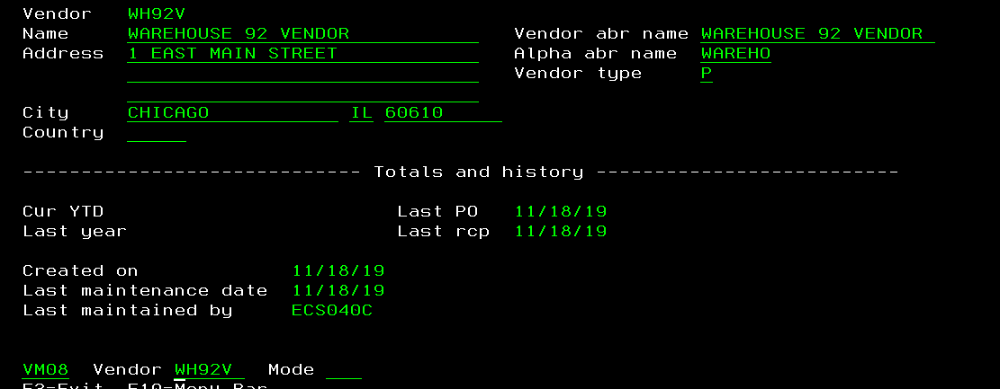 Vendor WH92V
Name WAREHOUSE 92 VENDOR Vendor abr name WAREHOUSE 92 VENDOR
Address 1 EAST MAIN STREET Alpha abr name WAREHO
Vendor type P
City CHICAGO IL 60610
Country
----------------------------- Totals and history --------------------------
Cur YTD Last PO 11/18/19
Last year Last rcp 11/18/19
Created on 11/18/19
Last maintenance date 11/18/19
Last maintained by ECS040C
VM08 Vendor WH92V Mode
F3=Exit F10=Menu Bar